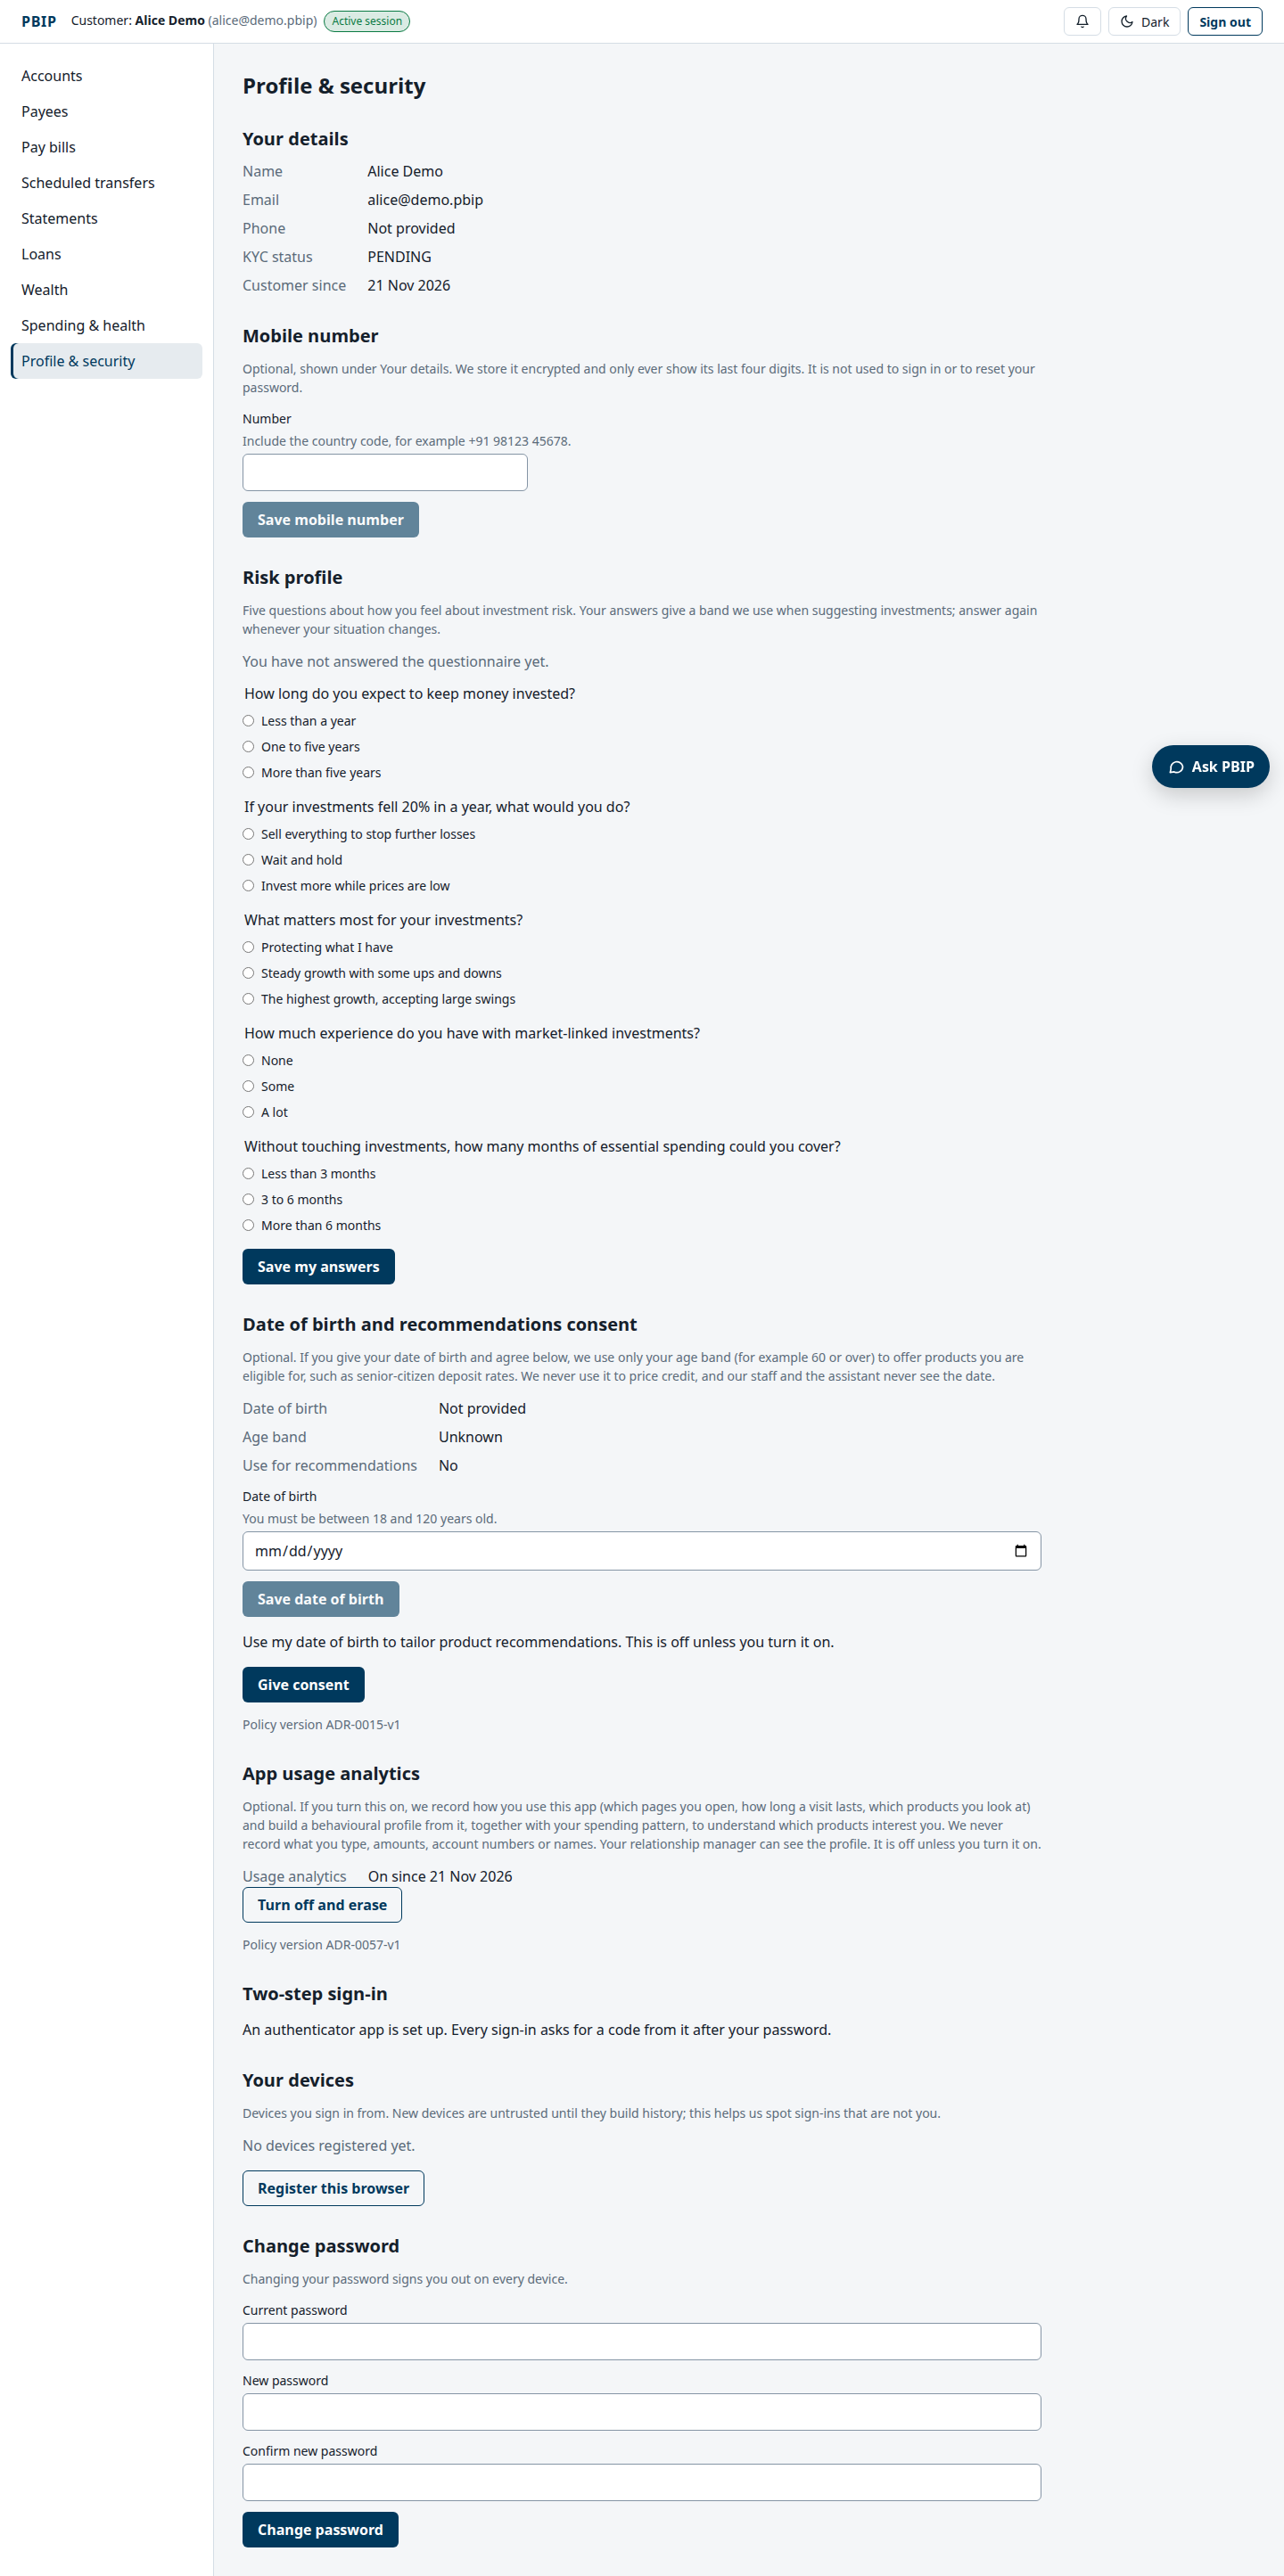 PBIP Customer: Alice Demo (alice@demo.pbip) Active session Dark Sign out
Accounts
Payees
Pay bills
Scheduled transfers
Statements
Loans
Wealth
Spending & health
Profile & security
Profile & security
Your details
Name Alice Demo
Email alice@demo.pbip
Phone Not provided
KYC status PENDING
Customer since 21 Nov 2026
Mobile number
Optional, shown under Your details. We store it encrypted and only ever show its last four digits. It is not used to sign in or to reset your
password.
Number
Include the country code, for example +91 98123 45678.
Save mobile number
Risk profile
Five questions about how you feel about investment risk. Your answers give a band we use when suggesting investments; answer again
whenever your situation changes.
You have not answered the questionnaire yet.
How long do you expect to keep money invested?
Less than a year
One to five years
More than five years
Ask PBIP
If your investments fell 20% in a year, what would you do?
Sell everything to stop further losses
Wait and hold
Invest more while prices are low
What matters most for your investments?
Protecting what I have
Steady growth with some ups and downs
The highest growth, accepting large swings
How much experience do you have with market-linked investments?
None
Some
A lot
Without touching investments, how many months of essential spending could you cover?
Less than 3 months
3 to 6 months
More than 6 months
Save my answers
Date of birth and recommendations consent
Optional. If you give your date of birth and agree below, we use only your age band (for example 60 or over) to offer products you are
eligible for, such as senior-citizen deposit rates. We never use it to price credit, and our staff and the assistant never see the date.
Date of birth Not provided
Age band Unknown
Use for recommendations No
Date of birth
You must be between 18 and 120 years old.
mm/dd/yyyy
Save date of birth
Use my date of birth to tailor product recommendations. This is off unless you turn it on.
Give consent
Policy version ADR-0015-v1
App usage analytics
Optional. If you turn this on, we record how you use this app (which pages you open, how long a visit lasts, which products you look at)
and build a behavioural profile from it, together with your spending pattern, to understand which products interest you. We never
record what you type, amounts, account numbers or names. Your relationship manager can see the profile. It is off unless you turn it on.
Usage analytics On since 21 Nov 2026
Turn off and erase
Policy version ADR-0057-v1
Two-step sign-in
An authenticator app is set up. Every sign-in asks for a code from it after your password.
Your devices
Devices you sign in from. New devices are untrusted until they build history; this helps us spot sign-ins that are not you.
No devices registered yet.
Register this browser
Change password
Changing your password signs you out on every device.
Current password
New password
Confirm new password
Change password